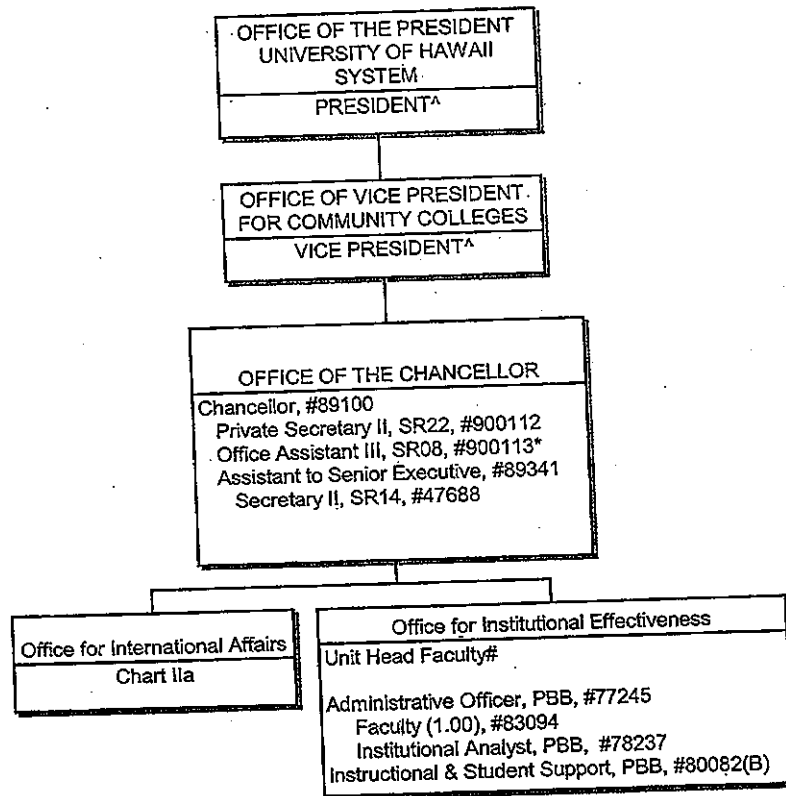 OFFICE OF THE PRESIDENT
UNIVERSITY OF HAWAII
SYSTEM
PRESIDENT^
OFFICE OF VICE PRESIDENT
FOR COMMUNITY COLLEGES
VICE PRESIDENT^
OFFICE OF THE CHANCELLOR
Chancellor, #89100
Private Secretary II, SR22, #900112
Office Assistant III, SR08, #900113*
Assistant to Senior Executive, #89341
Secretary II, SR14, #47688
Office for International Affairs
Chart IIa
Office for Institutional Effectiveness
Unit Head Faculty#
Administrative Officer, PBB, #77245
Faculty (1.00), #83094
Institutional Analyst, PBB, #78237
Instructional & Student Support, PBB, #80082(B)